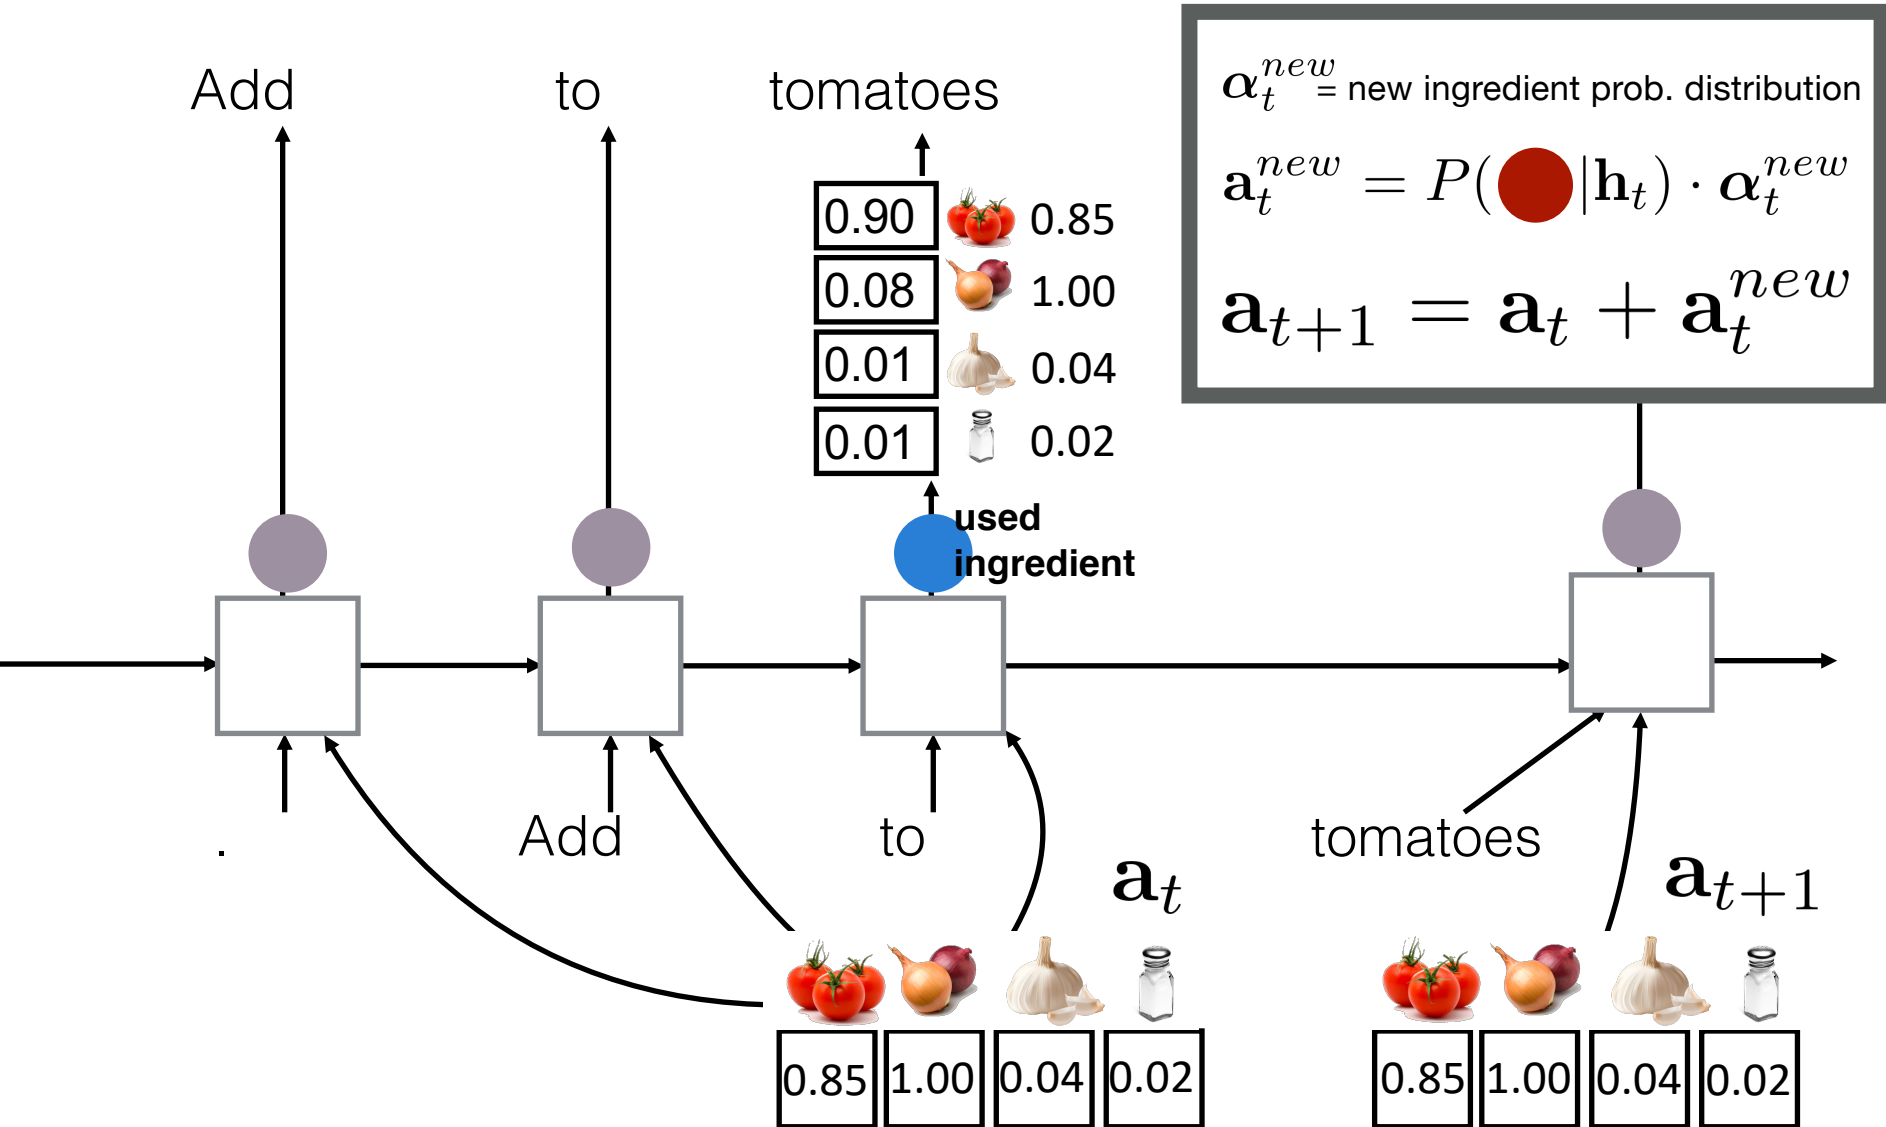 Add to tomatoes
α_t^{new} = new ingredient prob. distribution
a_t^{new} = P( |h_t) · α_t^{new}
a_{t+1} = a_t + a_t^{new}
0.90 0.85
0.08 1.00
0.01 0.04
0.01 0.02
used
ingredient
. Add to tomatoes
a_t a_{t+1}
0.85 1.00 0.04 0.02 0.85 1.00 0.04 0.02